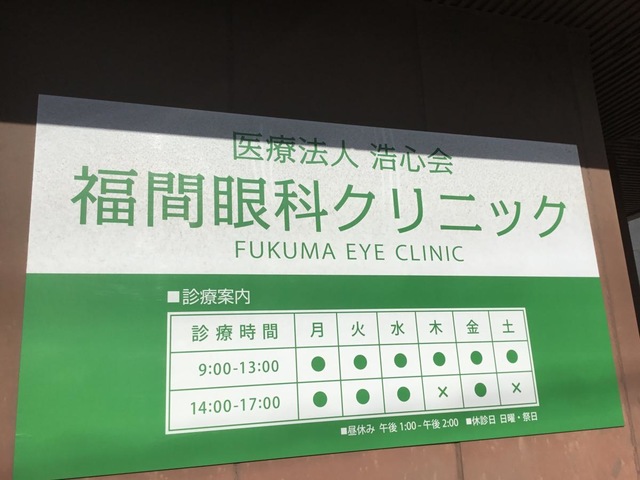 医療法人 浩心会
福間眼科クリニック
FUKUMA EYE CLINIC
■診療案内
診療時間 月 火 水 木 金 土
9:00-13:00 ● ● ● ● ● ●
14:00-17:00 ● ● ● × ● ×
■昼休み 午後1:00-午後2:00 ■休診日 日曜・祭日